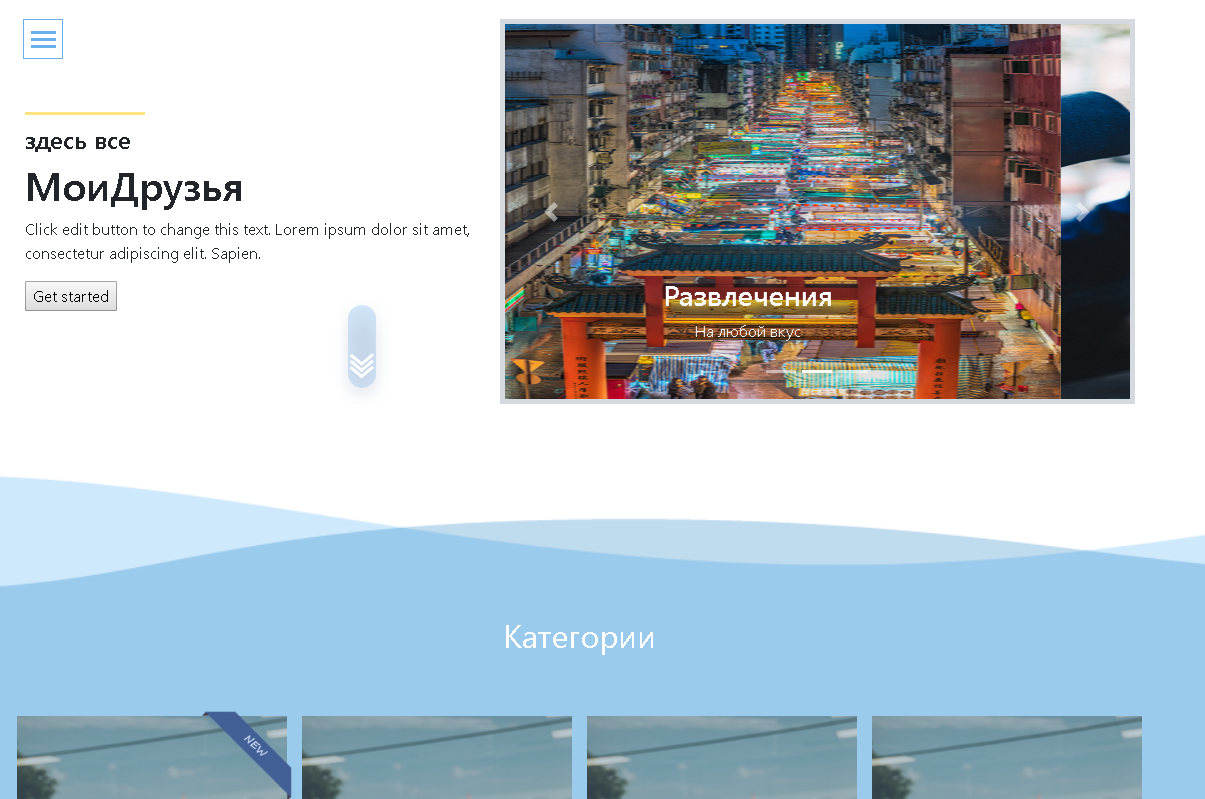 здесь все
МоиДрузья
Click edit button to change this text. Lorem ipsum dolor sit amet,
consectetur adipiscing elit. Sapien.
Get started
Развлечения
На любой вкус
Категории
NEW